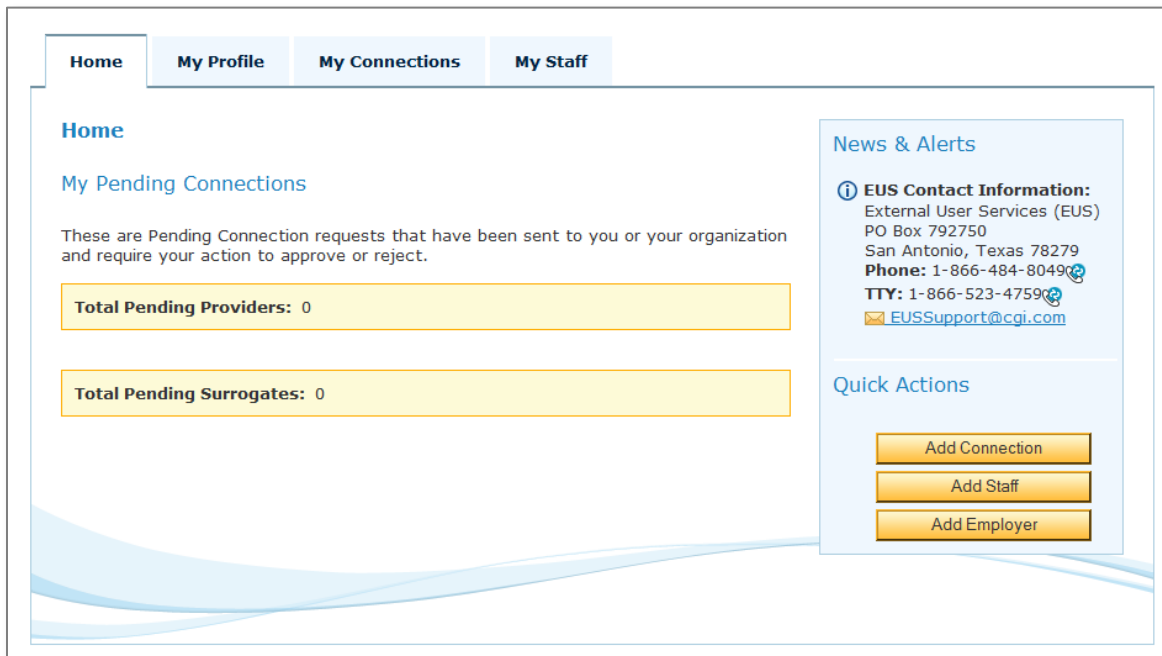 Home
My Profile
My Connections
My Staff
Home
My Pending Connections
These are Pending Connection requests that have been sent to you or your organization
and require your action to approve or reject.
Total Pending Providers: 0
Total Pending Surrogates: 0
News & Alerts
EUS Contact Information:
External User Services (EUS)
PO Box 792750
San Antonio, Texas 78279
Phone: 1-866-484-8049
TTY: 1-866-523-4759
EUSSupport@cgi.com
Quick Actions
Add Connection
Add Staff
Add Employer